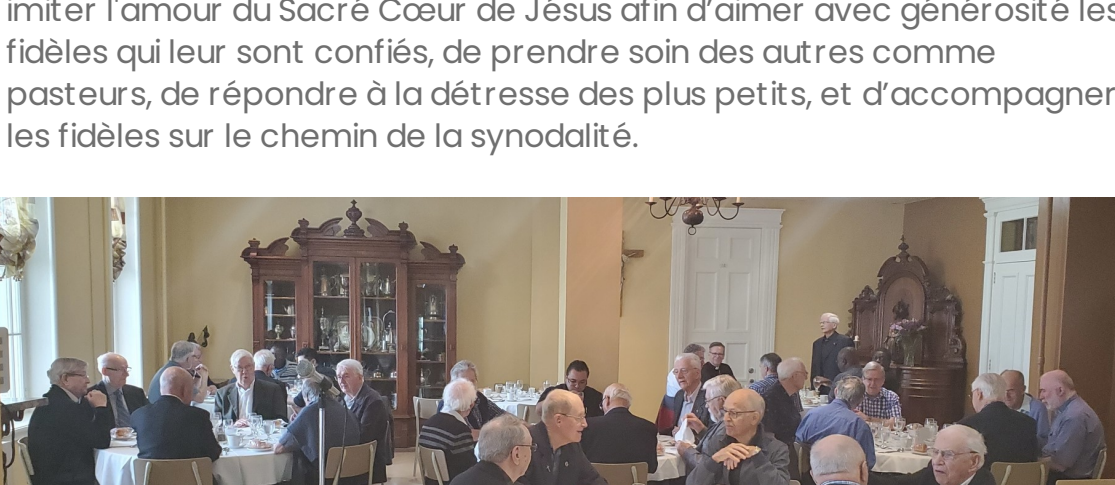 imiter l'amour du Sacré Cœur de Jésus afin d'aimer avec générosité les
fidèles qui leur sont confiés, de prendre soin des autres comme
pasteurs, de répondre à la détresse des plus petits, et d'accompagner
les fidèles sur le chemin de la synodalité.